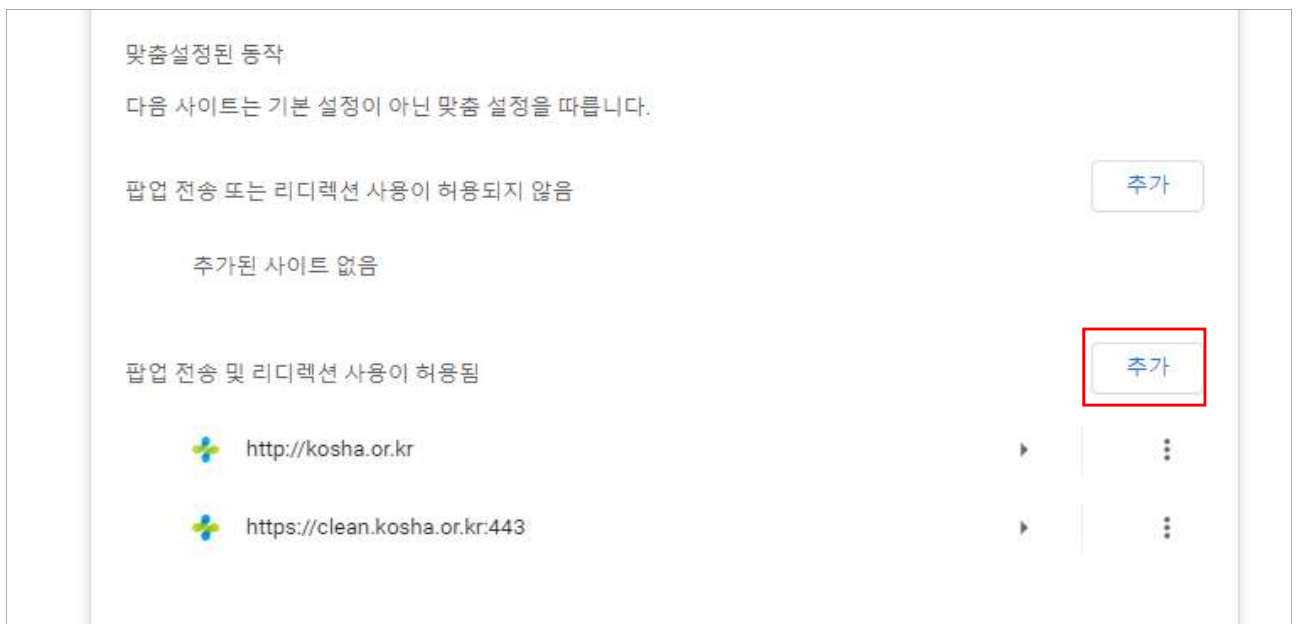 맞춤설정된 동작
다음 사이트는 기본 설정이 아닌 맞춤 설정을 따릅니다.
팝업 전송 또는 리디렉션 사용이 허용되지 않음
추가
추가된 사이트 없음
팝업 전송 및 리디렉션 사용이 허용됨
추가
http://kosha.or.kr
https://clean.kosha.or.kr:443